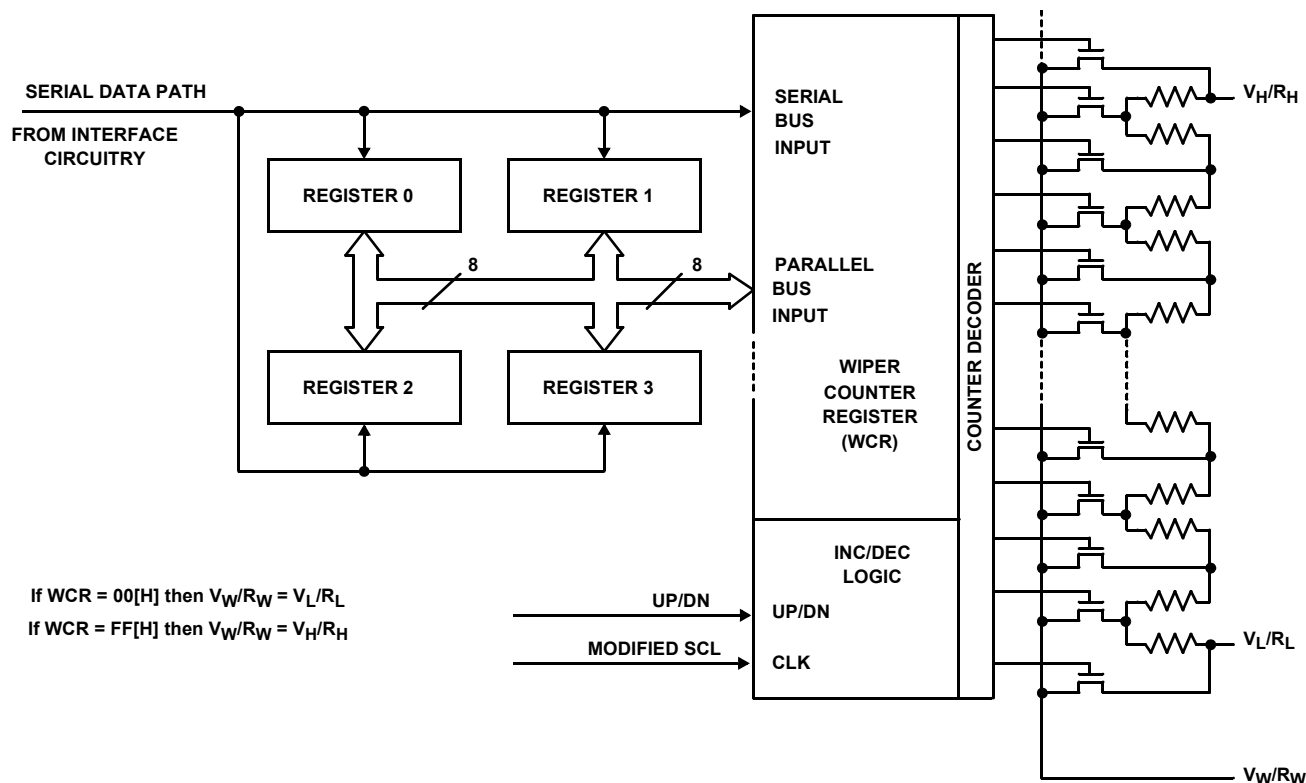 SERIAL DATA PATH
FROM INTERFACE
CIRCUITRY
REGISTER 0
REGISTER 1
8
8
REGISTER 2
REGISTER 3
SERIAL
BUS
INPUT
PARALLEL
BUS
INPUT
WIPER
COUNTER
REGISTER
(WCR)
COUNTER DECODER
INC/DEC
LOGIC
UP/DN
UP/DN
MODIFIED SCL
CLK
If WCR = 00[H] then VW/RW = VL/RL
If WCR = FF[H] then VW/RW = VH/RH
VH/RH
VL/RL
VW/RW